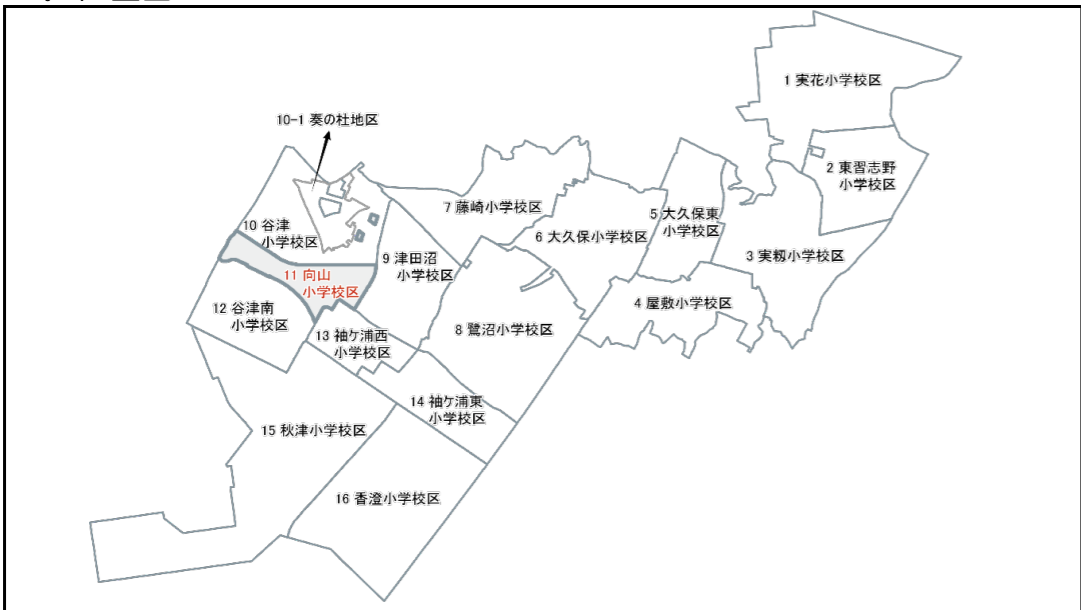 1 実花小学校区
10-1 奏の杜地区
2 東習志野
小学校区
7 藤崎小学校区
5 大久保東
小学校区
10 谷津
小学校区
6 大久保小学校区
9 津田沼
小学校区
3 実籾小学校区
11 向山
小学校区
12 谷津南
小学校区
4 屋敷小学校区
8 鷺沼小学校区
13 袖ケ浦西
小学校区
14 袖ケ浦東
小学校区
15 秋津小学校区
16 香澄小学校区